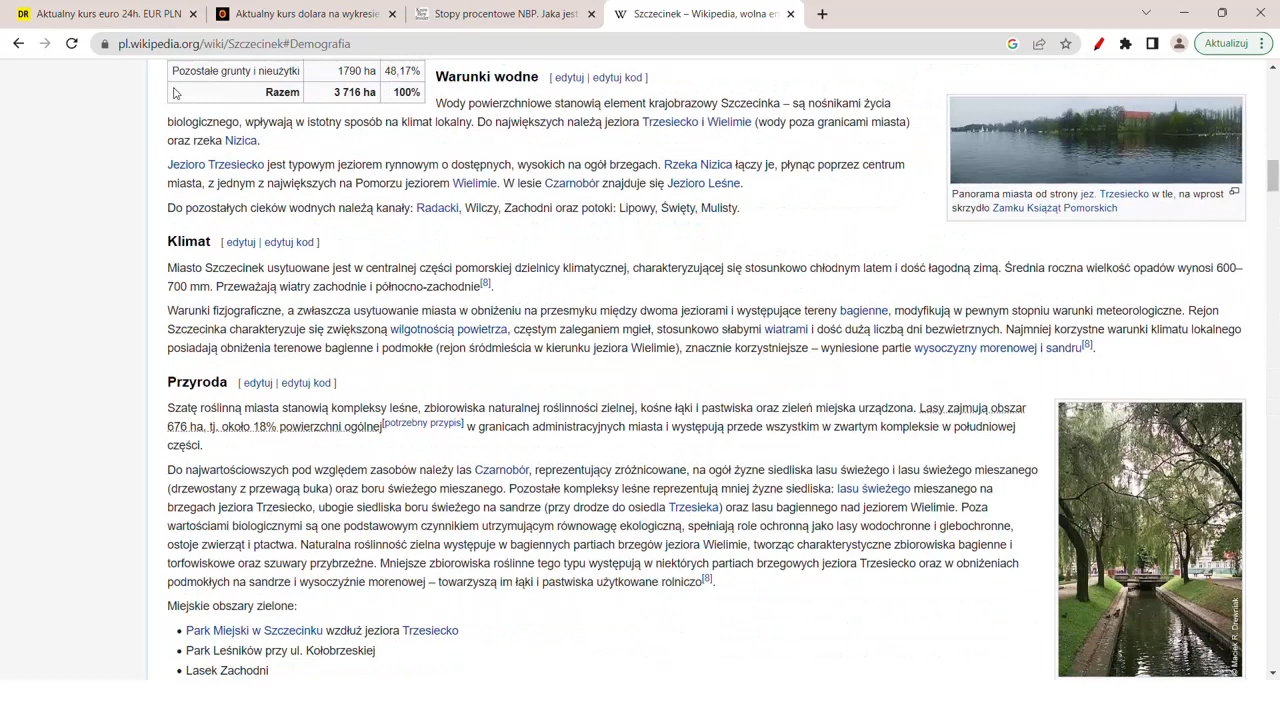 Aktualny kurs euro 24h. EUR PLN
Aktualny kurs dolara na wykresie
Stopy procentowe NBP. Jaka jest
Szczecinek – Wikipedia, wolna en
pl.wikipedia.org/wiki/Szczecinek#Demografia
Aktualizuj
Pozostałe grunty i nieużytki 1790 ha 48,17%
Razem 3 716 ha 100%
Warunki wodne [ edytuj | edytuj kod ]
Wody powierzchniowe stanowią element krajobrazowy Szczecinka – są nośnikami życia
biologicznego, wpływają w istotny sposób na klimat lokalny. Do największych należą jeziora Trzesiecko i Wielimie (wody poza granicami miasta)
oraz rzeka Nizica.
Jezioro Trzesiecko jest typowym jeziorem rynnowym o dostępnych, wysokich na ogół brzegach. Rzeka Nizica łączy je, płynąc poprzez centrum
miasta, z jednym z największych na Pomorzu jeziorem Wielimie. W lesie Czarnobór znajduje się Jezioro Leśne.
Do pozostałych cieków wodnych należą kanały: Radacki, Wilczy, Zachodni oraz potoki: Lipowy, Święty, Mulisty.
Panorama miasta od strony jez. Trzesiecko w tle, na wprost
skrzydło Zamku Książąt Pomorskich
Klimat [ edytuj | edytuj kod ]
Miasto Szczecinek usytuowane jest w centralnej części pomorskiej dzielnicy klimatycznej, charakteryzującej się stosunkowo chłodnym latem i dość łagodną zimą. Średnia roczna wielkość opadów wynosi 600–
700 mm. Przeważają wiatry zachodnie i północno-zachodnie[8].
Warunki fizjograficzne, a zwłaszcza usytuowanie miasta w obniżeniu na przesmyku między dwoma jeziorami i występujące tereny bagienne, modyfikują w pewnym stopniu warunki meteorologiczne. Rejon
Szczecinka charakteryzuje się zwiększoną wilgotnością powietrza, częstym zaleganiem mgieł, stosunkowo słabymi wiatrami i dość dużą liczbą dni bezwietrznych. Najmniej korzystne warunki klimatu lokalnego
posiadają obniżenia terenowe bagienne i podmokłe (rejon śródmieścia w kierunku jeziora Wielimie), znacznie korzystniejsze – wyniesione partie wysoczyzny morenowej i sandru[8].
Przyroda [ edytuj | edytuj kod ]
Szatę roślinną miasta stanowią kompleksy leśne, zbiorowiska naturalnej roślinności zielnej, kośne łąki i pastwiska oraz zieleń miejska urządzona. Lasy zajmują obszar
676 ha, tj. około 18% powierzchni ogólnej[potrzebny przypis] w granicach administracyjnych miasta i występują przede wszystkim w zwartym kompleksie w południowej
części.
Do najwartościowszych pod względem zasobów należy las Czarnobór, reprezentujący zróżnicowane, na ogół żyzne siedliska lasu świeżego i lasu świeżego mieszanego
(drzewostany z przewagą buka) oraz boru świeżego mieszanego. Pozostałe kompleksy leśne reprezentują mniej żyzne siedliska: lasu świeżego mieszanego na
brzegach jeziora Trzesiecko, ubogie siedliska boru świeżego na sandrze (przy drodze do osiedla Trzesieka) oraz lasu bagiennego nad jeziorem Wielimie. Poza
wartościami biologicznymi są one podstawowym czynnikiem utrzymującym równowagę ekologiczną, spełniają role ochronną jako lasy wodochronne i glebochronne,
ostoje zwierząt i ptactwa. Naturalna roślinność zielna występuje w bagiennych partiach brzegów jeziora Wielimie, tworząc charakterystyczne zbiorowiska bagienne i
torfowiskowe oraz szuwary przybrzeżne. Mniejsze zbiorowiska roślinne tego typu występują w niektórych partiach brzegowych jeziora Trzesiecko oraz w obniżeniach
podmokłych na sandrze i wysoczyźnie morenowej – towarzyszą im łąki i pastwiska użytkowane rolniczo[8].
Miejskie obszary zielone:
• Park Miejski w Szczecinku wzdłuż jeziora Trzesiecko
• Park Leśników przy ul. Kołobrzeskiej
• Lasek Zachodni
© Maciek R. Drewniak